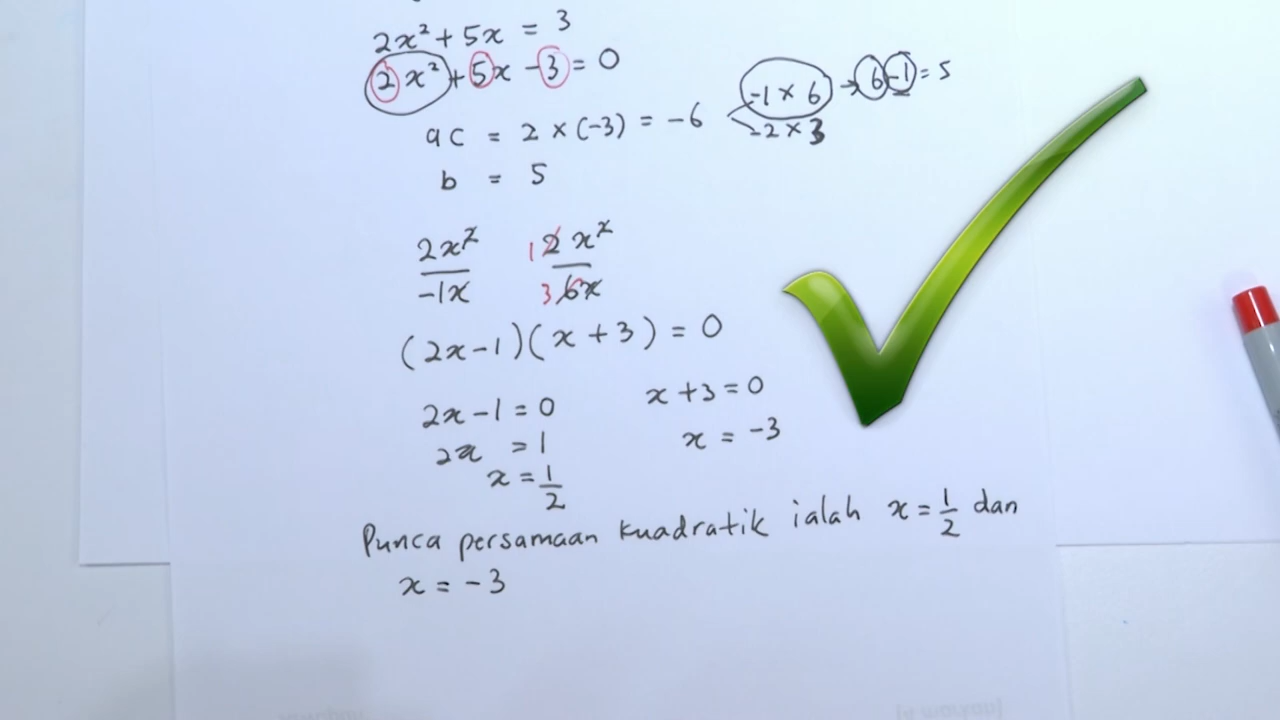 2x² + 5x = 3
2x² + 5x - 3 = 0
ac = 2 × (-3) = -6
-1 × 6 → 6 -1 = 5
-2 × 3
b = 5
2x²/-1x 1 2x²/6x 3
(2x-1)(x+3) = 0
2x-1 = 0 x+3 = 0
2x = 1 x = -3
x = 1/2
Punca persamaan kuadratik ialah x = 1/2 dan
x = -3